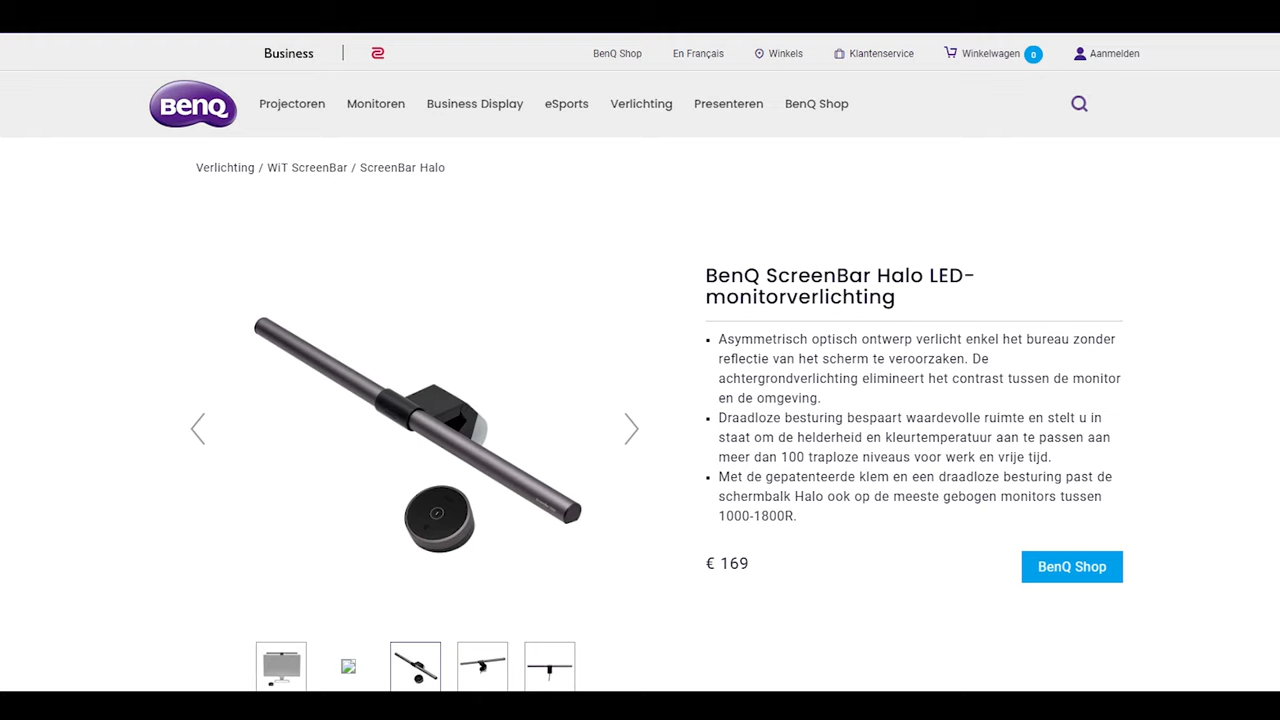 Business
BenQ Shop
En Français
Winkels
Klantenservice
Winkelwagen 0
Aanmelden
BenQ
Projectoren
Monitoren
Business Display
eSports
Verlichting
Presenteren
BenQ Shop
Verlichting / WiT ScreenBar / ScreenBar Halo
BenQ ScreenBar Halo LED-
monitorverlichting
Asymmetrisch optisch ontwerp verlicht enkel het bureau zonder
reflectie van het scherm te veroorzaken. De
achtergrondverlichting elimineert het contrast tussen de monitor
en de omgeving.
Draadloze besturing bespaart waardevolle ruimte en stelt u in
staat om de helderheid en kleurtemperatuur aan te passen aan
meer dan 100 traploze niveaus voor werk en vrije tijd.
Met de gepatenteerde klem en een draadloze besturing past de
schermbalk Halo ook op de meeste gebogen monitors tussen
1000-1800R.
€ 169
BenQ Shop